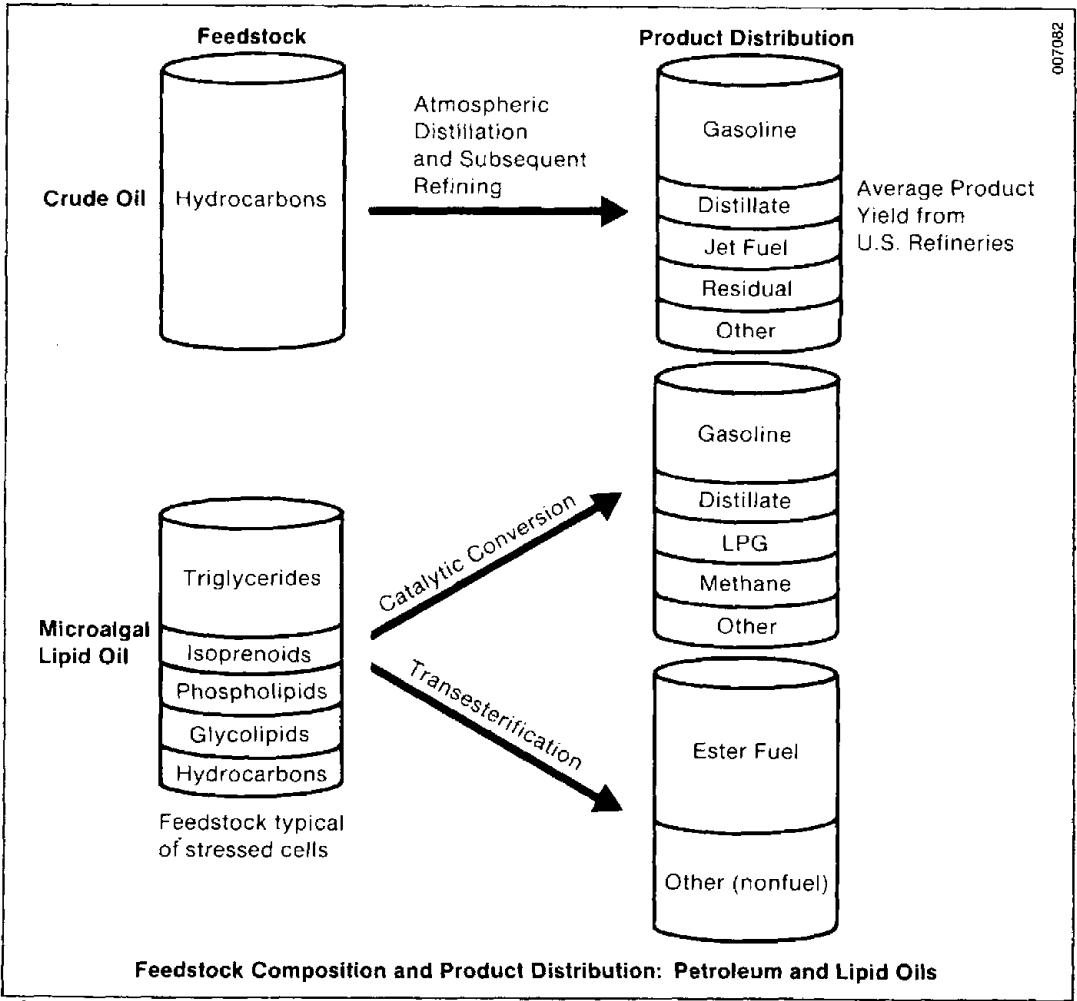 Feedstock
Product Distribution
007082
Crude Oil
Hydrocarbons
Atmospheric
Distillation
and Subsequent
Refining
Gasoline
Distillate
Jet Fuel
Residual
Other
Average Product
Yield from
U.S. Refineries
Microalgal
Lipid Oil
Triglycerides
Isoprenoids
Phospholipids
Glycolipids
Hydrocarbons
Feedstock typical
of stressed cells
Catalytic Conversion
Transesterification
Gasoline
Distillate
LPG
Methane
Other
Ester Fuel
Other (nonfuel)
Feedstock Composition and Product Distribution: Petroleum and Lipid Oils